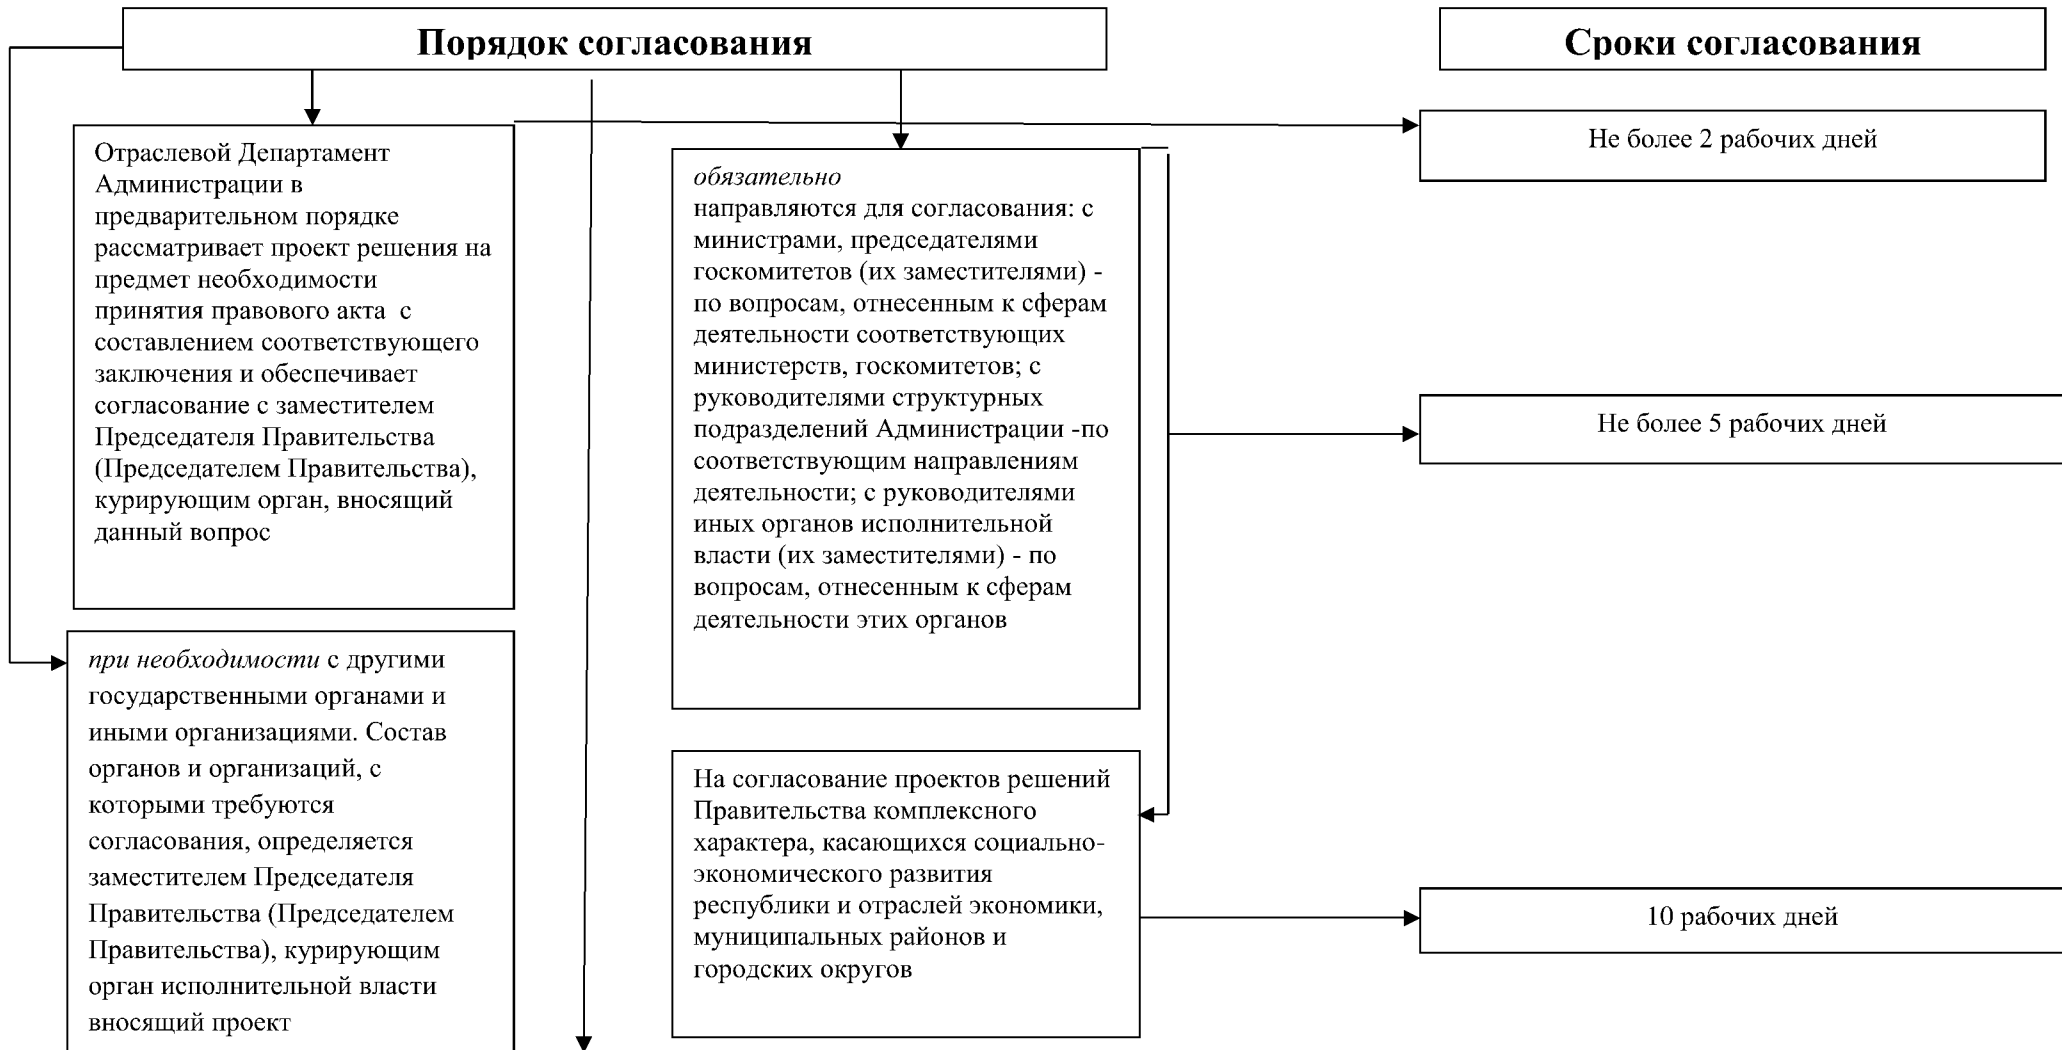 Порядок согласования
Сроки согласования
Отраслевой Департамент
Администрации в
предварительном порядке
рассматривает проект решения на
предмет необходимости
принятия правового акта с
составлением соответствующего
заключения и обеспечивает
согласование с заместителем
Председателя Правительства
(Председателем Правительства),
курирующим орган, вносящий
данный вопрос
Не более 2 рабочих дней
обязательно
направляются для согласования: с
министрами, председателями
госкомитетов (их заместителями) -
по вопросам, отнесенным к сферам
деятельности соответствующих
министерств, госкомитетов; с
руководителями структурных
подразделений Администрации -по
соответствующим направлениям
деятельности; с руководителями
иных органов исполнительной
власти (их заместителями) - по
вопросам, отнесенным к сферам
деятельности этих органов
Не более 5 рабочих дней
при необходимости с другими
государственными органами и
иными организациями. Состав
органов и организаций, с
которыми требуются
согласования, определяется
заместителем Председателя
Правительства (Председателем
Правительства), курирующим
орган исполнительной власти
вносящий проект
На согласование проектов решений
Правительства комплексного
характера, касающихся социально-
экономического развития
республики и отраслей экономики,
муниципальных районов и
городских округов
10 рабочих дней